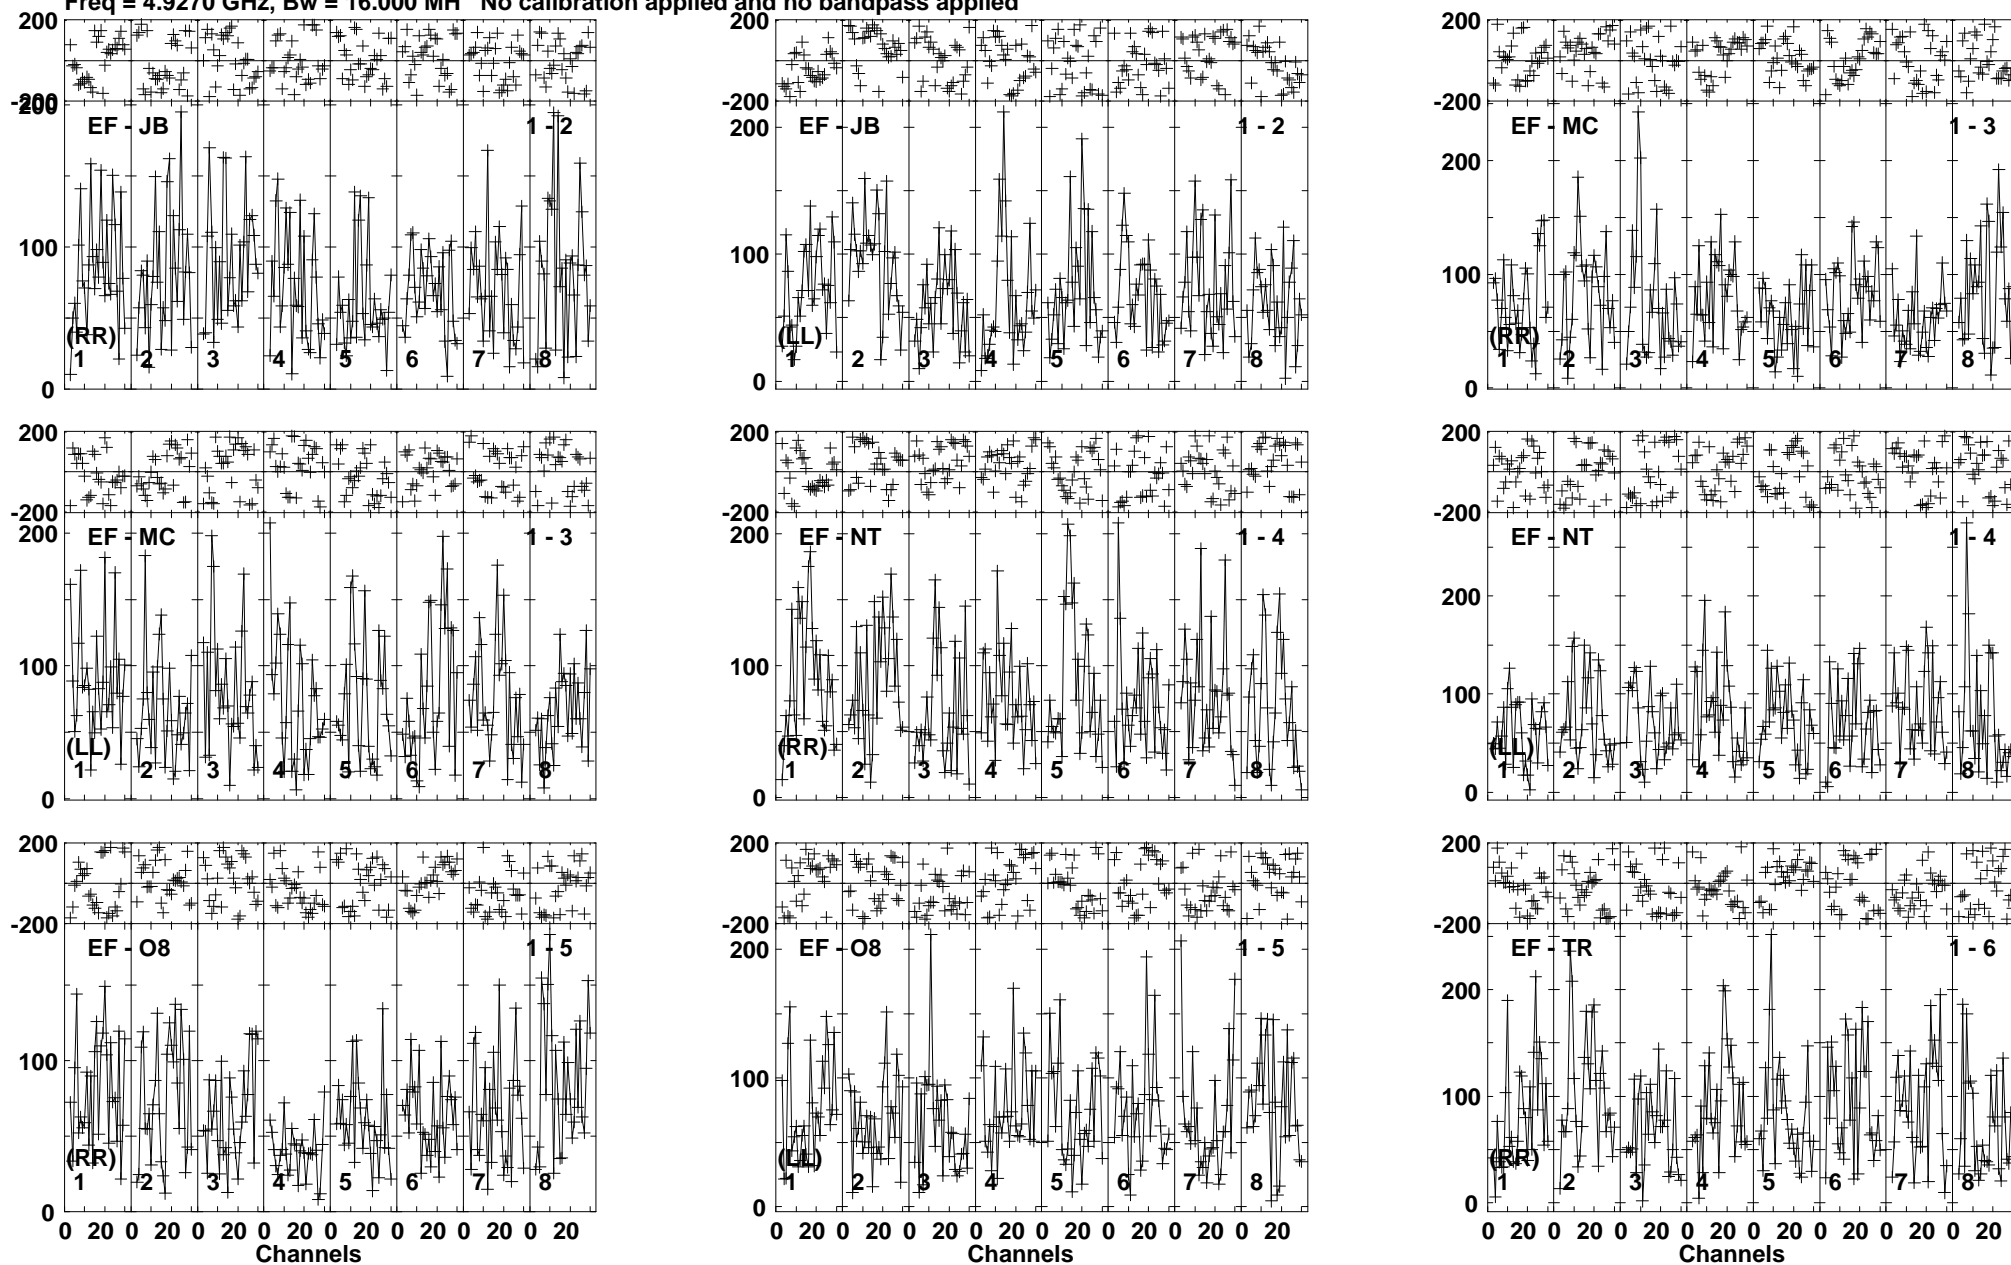 Freq = 4.9270 GHz, Bw = 16.000 MH No calibration applied and no bandpass applied
200 -200 200 100 0 EF - JB 1 - 2 (RR) 1 2 3 4 5 6 7 8
200 -200 200 100 0 EF - JB 1 - 2 (LL) 1 2 3 4 5 6 7 8
200 -200 200 100 0 EF - MC 1 - 3 (RR) 1 2 3 4 5 6 7 8
200 -200 200 100 0 EF - MC 1 - 3 (LL) 1 2 3 4 5 6 7 8
200 -200 200 100 0 EF - NT 1 - 4 (RR) 1 2 3 4 5 6 7 8
200 -200 200 100 0 EF - NT 1 - 4 (LL) 1 2 3 4 5 6 7 8
200 -200 100 0 EF - O8 1 - 5 (RR) 1 2 3 4 5 6 7 8
0 20 0 20 0 20 0 20 0 20 0 20 0 20 0 20
Channels
200 -200 200 100 0 EF - O8 1 - 5 (LL) 1 2 3 4 5 6 7 8
0 20 0 20 0 20 0 20 0 20 0 20 0 20 0 20
Channels
200 -200 200 100 0 EF - TR 1 - 6 (RR) 1 2 3 4 5 6 7 8
0 20 0 20 0 20 0 20 0 20 0 20 0 20 0 20
Channels